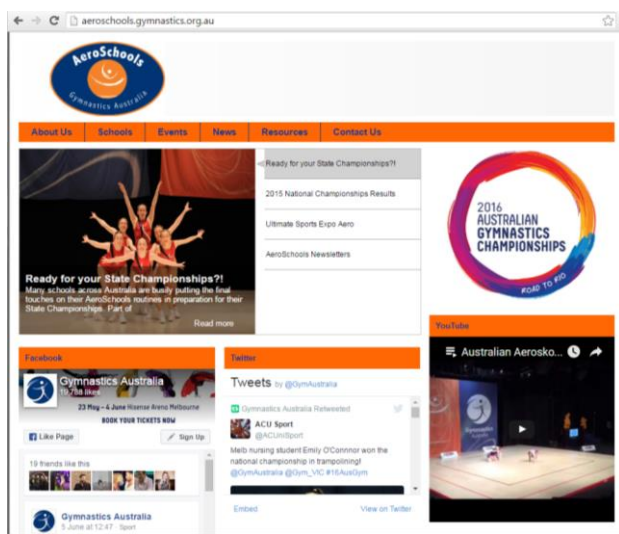 aeroschools.gymnastics.org.au
AeroSchools
Gymnastics Australia
About Us Schools Events News Resources Contact Us
Ready for your State Championships?!
2015 National Championships Results
Ultimate Sports Expo Aero
AeroSchools Newsletters
Ready for your State Championships?!
Many schools across Australia are busily putting the final
touches on their AeroSchools routines in preparation for their
State Championships. Part of
Read more
2016
AUSTRALIAN
GYMNASTICS
CHAMPIONSHIPS
ROAD TO RIO
Facebook
Gymnastics Australia
19,788 likes
23 May - 4 June Hisense Arena Melbourne
BOOK YOUR TICKETS NOW
Like Page
Sign Up
19 friends like this
Gymnastics Australia
5 June at 12:47 · Sport
Twitter
Tweets by @GymAustralia
Gymnastics Australia Retweeted
ACU Sport
@ACUniSport
Melb nursing student Emily O'Connnor won the
national championship in trampolining!
@GymAustralia @Gym_VIC #16AusGym
Embed
View on Twitter
YouTube
Australian Aerosko...